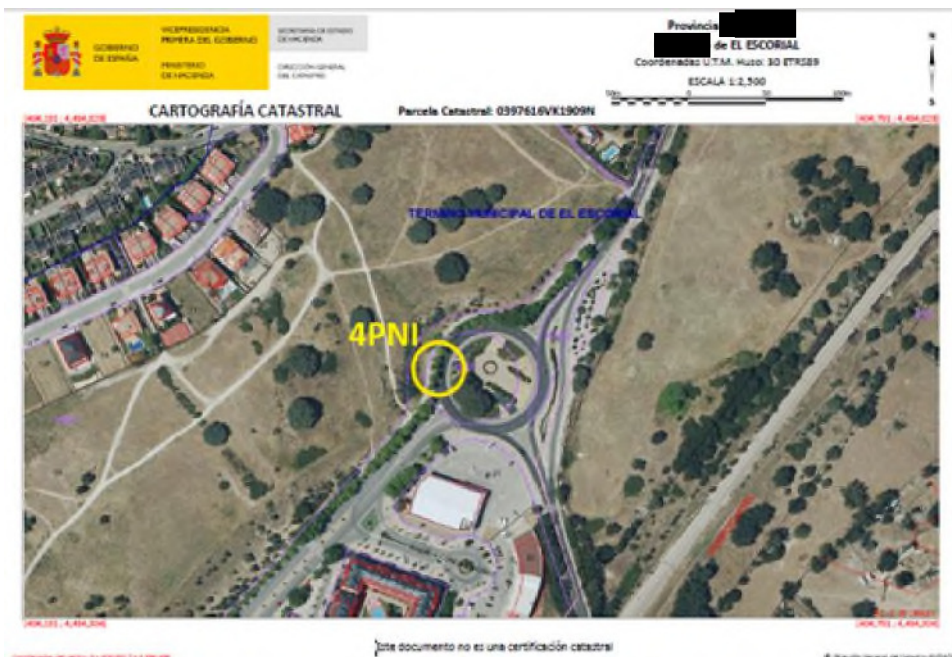 GOBIERNO
DE ESPAÑA
VICEPRESIDENCIA
PRIMERA DEL GOBIERNO
MINISTERIO
DE HACIENDA
SECRETARÍA DE ESTADO
DE HACIENDA
DIRECCIÓN GENERAL
DEL CATASTRO
Provincia
de EL ESCORIAL
Coordenadas U.T.M. Huso: 30 ETRS89
ESCALA 1:2,500
CARTOGRAFÍA CATASTRAL
Parcela Catastral: 0397616VK1909N
TERMINO MUNICIPAL DE EL ESCORIAL
4PNI
Este documento no es una certificación catastral